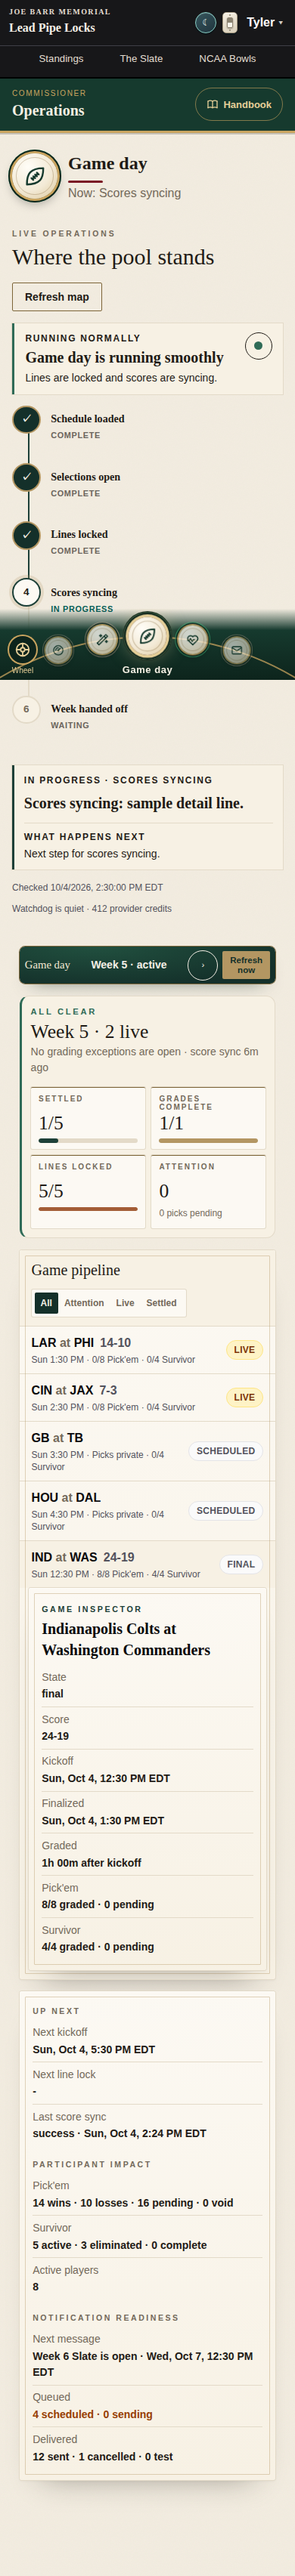 JOE BARR MEMORIAL
Lead Pipe Locks
Tyler
Standings
The Slate
NCAA Bowls
COMMISSIONER
Operations
Handbook
Game day
Now: Scores syncing
LIVE OPERATIONS
Where the pool stands
Refresh map
RUNNING NORMALLY
Game day is running smoothly
Lines are locked and scores are syncing.
Schedule loaded
COMPLETE
Selections open
COMPLETE
Lines locked
COMPLETE
4
Scores syncing
IN PROGRESS
Wheel
Game day
6
Week handed off
WAITING
IN PROGRESS · SCORES SYNCING
Scores syncing: sample detail line.
WHAT HAPPENS NEXT
Next step for scores syncing.
Checked 10/4/2026, 2:30:00 PM EDT
Watchdog is quiet · 412 provider credits
Game day
Week 5 · active
›
Refresh
now
ALL CLEAR
Week 5 · 2 live
No grading exceptions are open · score sync 6m
ago
SETTLED
1/5
GRADES
COMPLETE
1/1
LINES LOCKED
5/5
ATTENTION
0
0 picks pending
Game pipeline
All
Attention
Live
Settled
LAR at PHI 14-10
Sun 1:30 PM · 0/8 Pick'em · 0/4 Survivor
LIVE
CIN at JAX 7-3
Sun 2:30 PM · 0/8 Pick'em · 0/4 Survivor
LIVE
GB at TB
Sun 3:30 PM · Picks private · 0/4
Survivor
SCHEDULED
HOU at DAL
Sun 4:30 PM · Picks private · 0/4
Survivor
SCHEDULED
IND at WAS 24-19
Sun 12:30 PM · 8/8 Pick'em · 4/4 Survivor
FINAL
GAME INSPECTOR
Indianapolis Colts at
Washington Commanders
State
final
Score
24-19
Kickoff
Sun, Oct 4, 12:30 PM EDT
Finalized
Sun, Oct 4, 1:30 PM EDT
Graded
1h 00m after kickoff
Pick'em
8/8 graded · 0 pending
Survivor
4/4 graded · 0 pending
UP NEXT
Next kickoff
Sun, Oct 4, 5:30 PM EDT
Next line lock
-
Last score sync
success · Sun, Oct 4, 2:24 PM EDT
PARTICIPANT IMPACT
Pick'em
14 wins · 10 losses · 16 pending · 0 void
Survivor
5 active · 3 eliminated · 0 complete
Active players
8
NOTIFICATION READINESS
Next message
Week 6 Slate is open · Wed, Oct 7, 12:30 PM
EDT
Queued
4 scheduled · 0 sending
Delivered
12 sent · 1 cancelled · 0 test